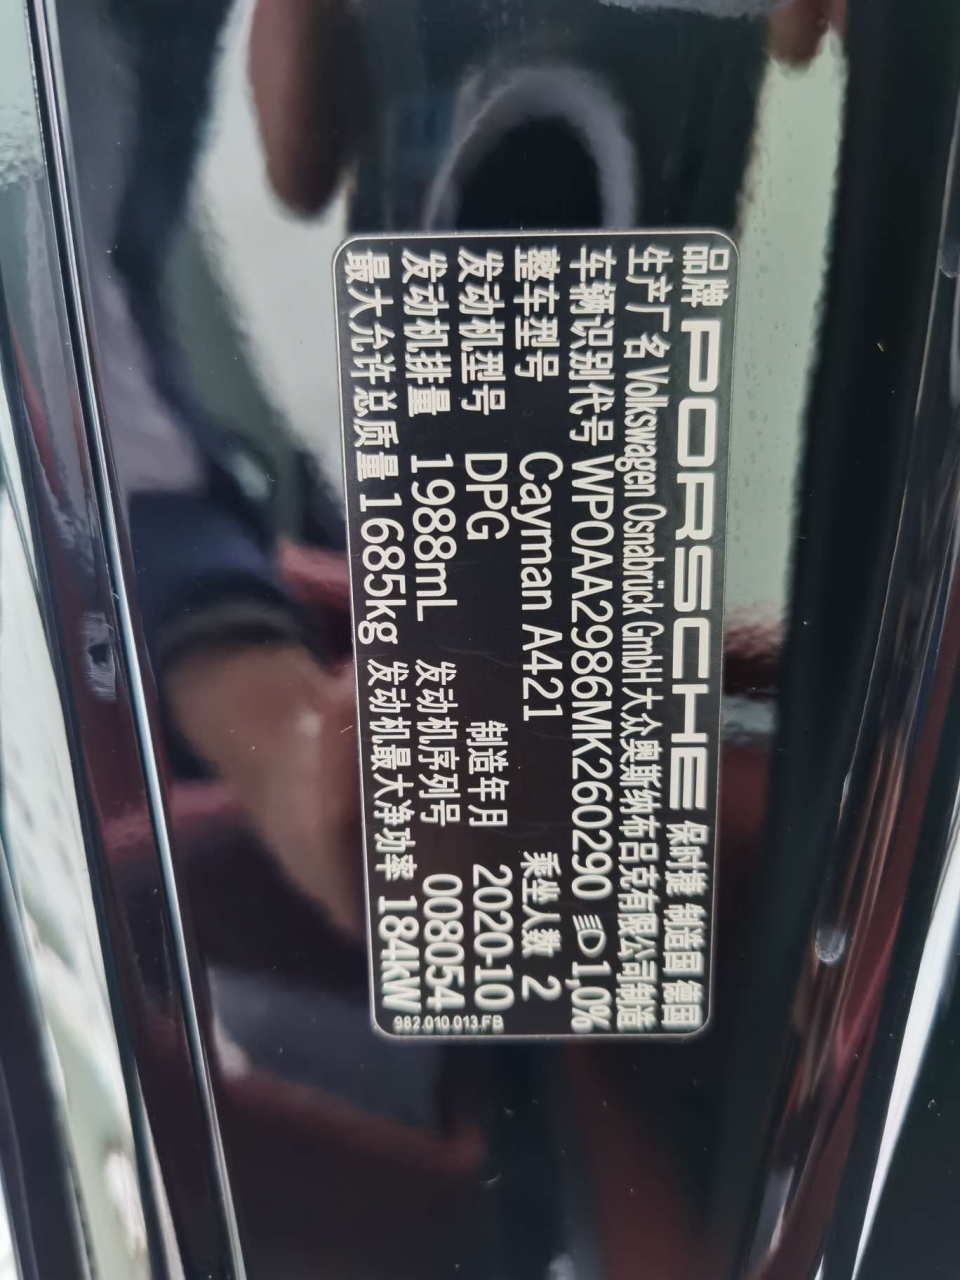 品牌 PORSCHE 保时捷 制造国 德国
生产厂名 Volkswagen Osnabrück GmbH大众奥斯纳布吕克有限公司制造
车辆识别代号 WP0AA2986MK260290 1,0%
整车型号 Cayman A421 乘坐人数 2
发动机型号 DPG 制造年月 2020-10
发动机排量 1988mL 发动机序列号 008054
最大允许总质量 1685kg 发动机最大净功率 184kW
982.010.013.FB